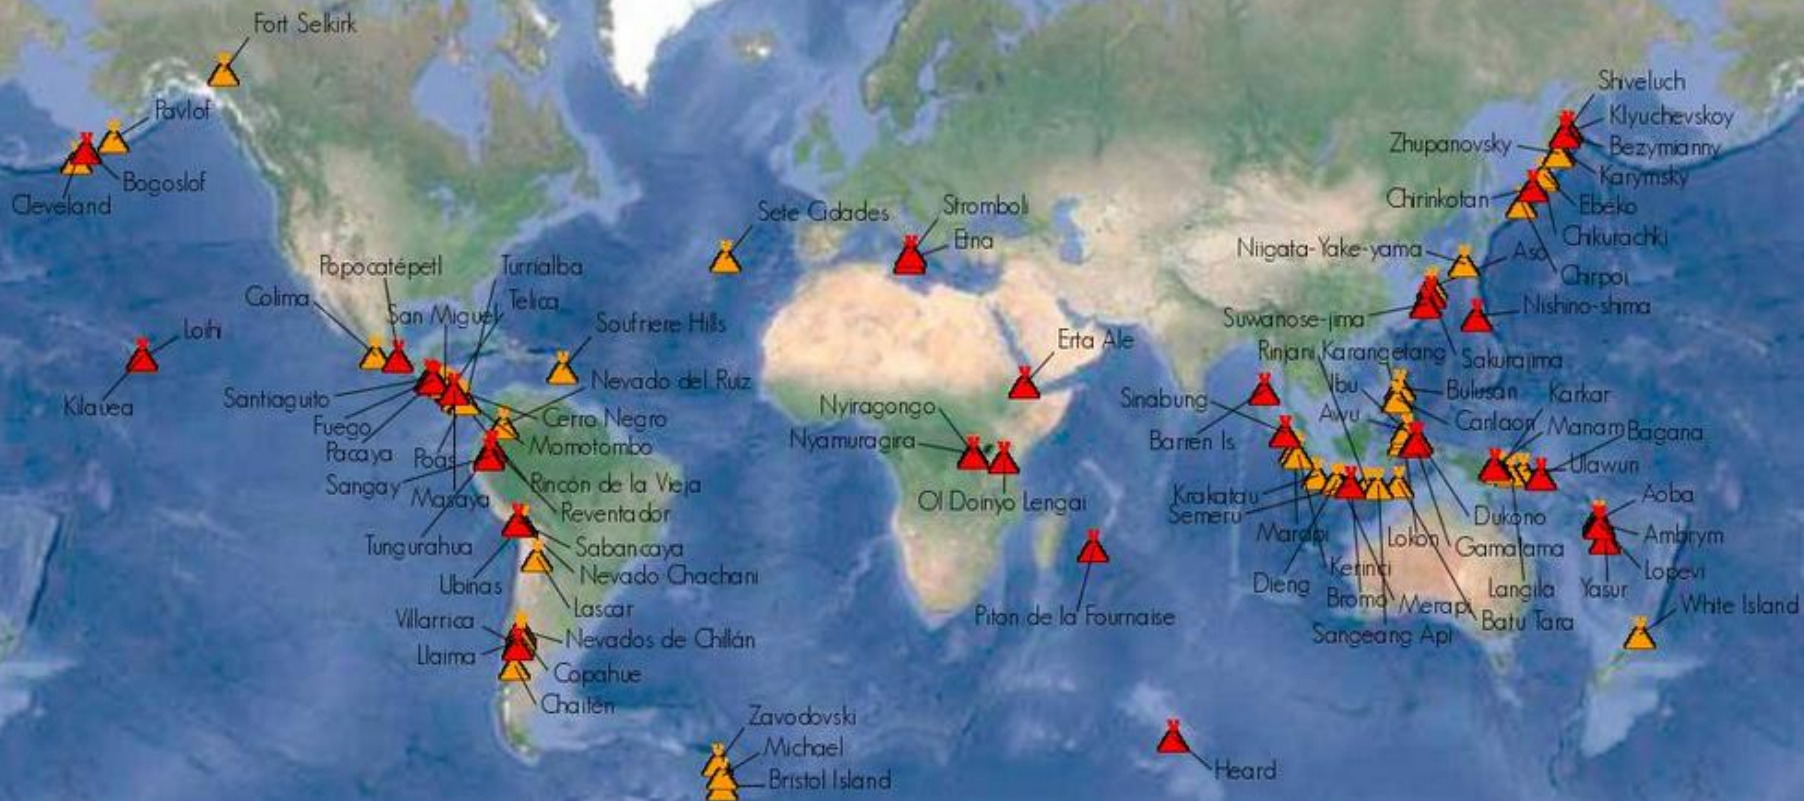 Fort Selkirk
Pavlof
Bogoslof
Cleveland
Loihi
Kilauea
Popocatépetl
Colima
San Miguel
Turrialba
Telica
Soufriere Hills
Nevado del Ruiz
Santiaguito
Fuego
Pacaya
Poas
Cerro Negro
Momotombo
Sangay
Masaya
Rincón de la Vieja
Reventador
Tungurahua
Ubinas
Sabancaya
Nevado Chachani
Lascar
Villarrica
Llaima
Nevados de Chillán
Copahue
Chaitén
Sete Cidades
Stromboli
Etna
Erta Ale
Nyiragongo
Nyamuragira
Ol Doinyo Lengai
Piton de la Fournaise
Zavodovski
Michael
Bristol Island
Heard
Shiveluch
Klyuchevskoy
Bezymianny
Zhupanovsky
Karymsky
Chirinkotan
Ebeko
Chikurachki
Chirpoi
Niigata-Yake-yama
Aso
Suwanose-jima
Nishino-shima
Sakurajima
Rinjani
Karangetang
Ibu
Awu
Bulusan
Canlaon
Sinabung
Barren Is
Karkar
Manam
Bagana
Ulawun
Krakatau
Semeru
Marapi
Dieng
Kerinci
Bromo
Merapi
Sangeang Api
Lokon
Dukono
Gamalama
Langila
Batu Tara
Aoba
Ambrym
Lopevi
Yasur
White Island